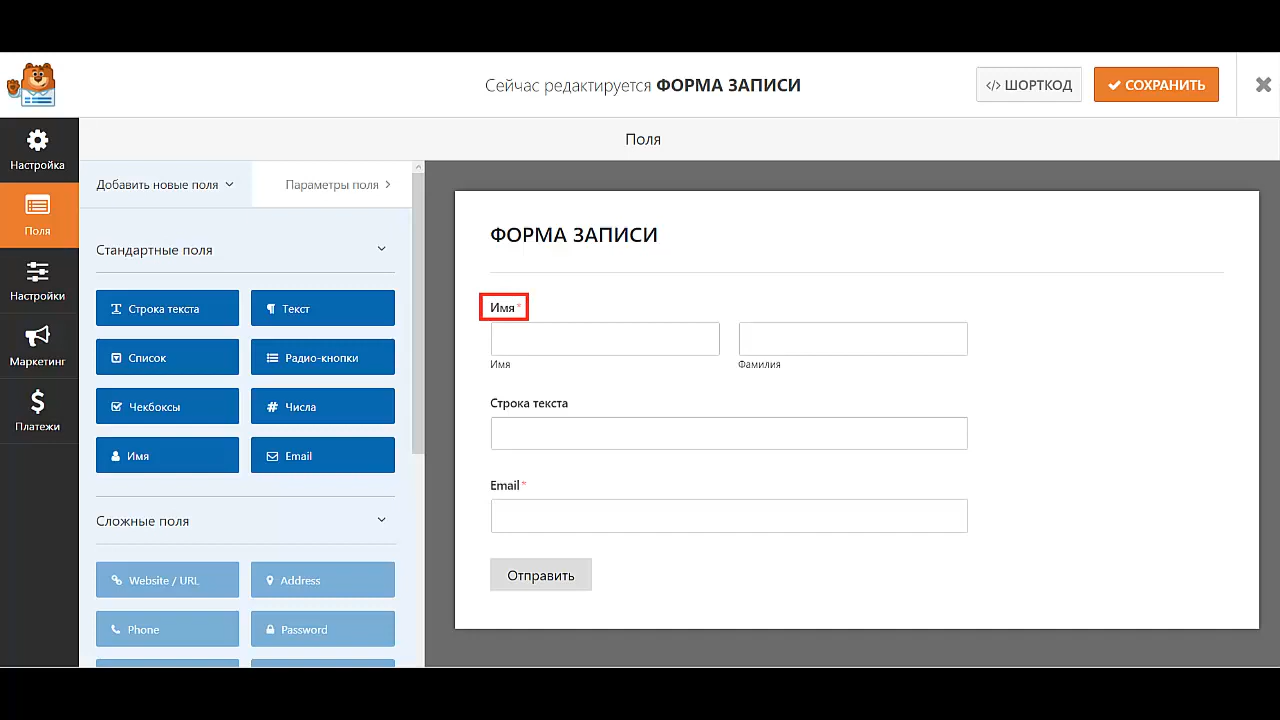 Сейчас редактируется ФОРМА ЗАПИСИ
</> ШОРТКОД
СОХРАНИТЬ
Настройка
Поля
Настройки
Маркетинг
Платежи
Поля
Добавить новые поля
Параметры поля
Стандартные поля
Строка текста
Текст
Список
Радио-кнопки
Чекбоксы
Числа
Имя
Email
Сложные поля
Website / URL
Address
Phone
Password
ФОРМА ЗАПИСИ
Имя*
Имя
Фамилия
Строка текста
Email*
Отправить